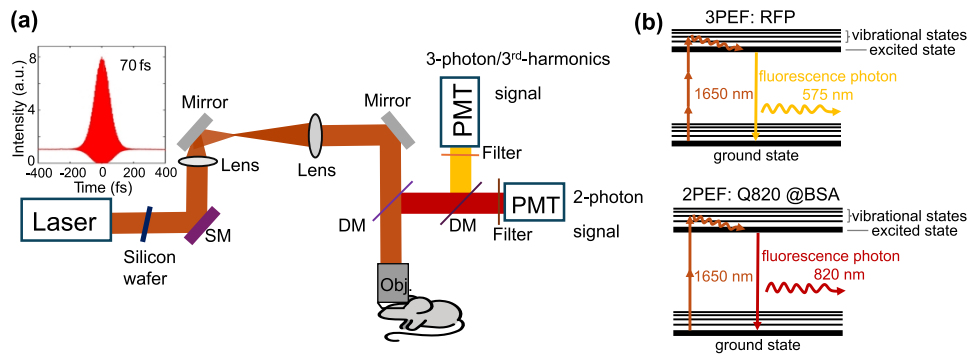 (a)
70 fs
Intensity (a.u.)
8
4
0
-400 -200 0 200 400
Time (fs)
Mirror
Lens
Lens
Mirror
3-photon/3rd-harmonics
signal
PMT
Filter
PMT
2-photon
signal
Filter
DM
DM
Laser
Silicon
wafer
SM
Obj.
(b)
3PEF: RFP
vibrational states
excited state
1650 nm
fluorescence photon
575 nm
ground state
2PEF: Q820 @BSA
vibrational states
excited state
1650 nm
fluorescence photon
820 nm
ground state